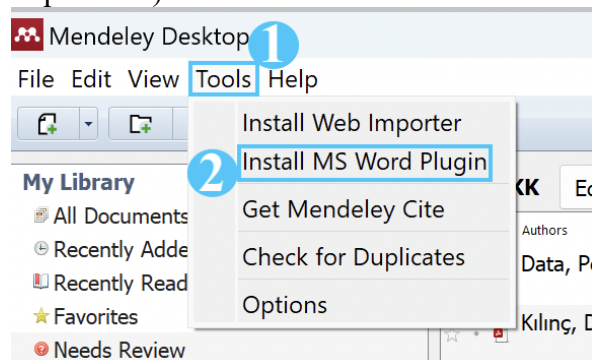 Mendeley Desktop
1
File Edit View Tools Help
Install Web Importer
2 Install MS Word Plugin
Get Mendeley Cite
Check for Duplicates
Options
My Library
All Documents
Recently Adde
Recently Read
Favorites
Needs Review
KK
Ed
Authors
Data, Po
Kılınç, D